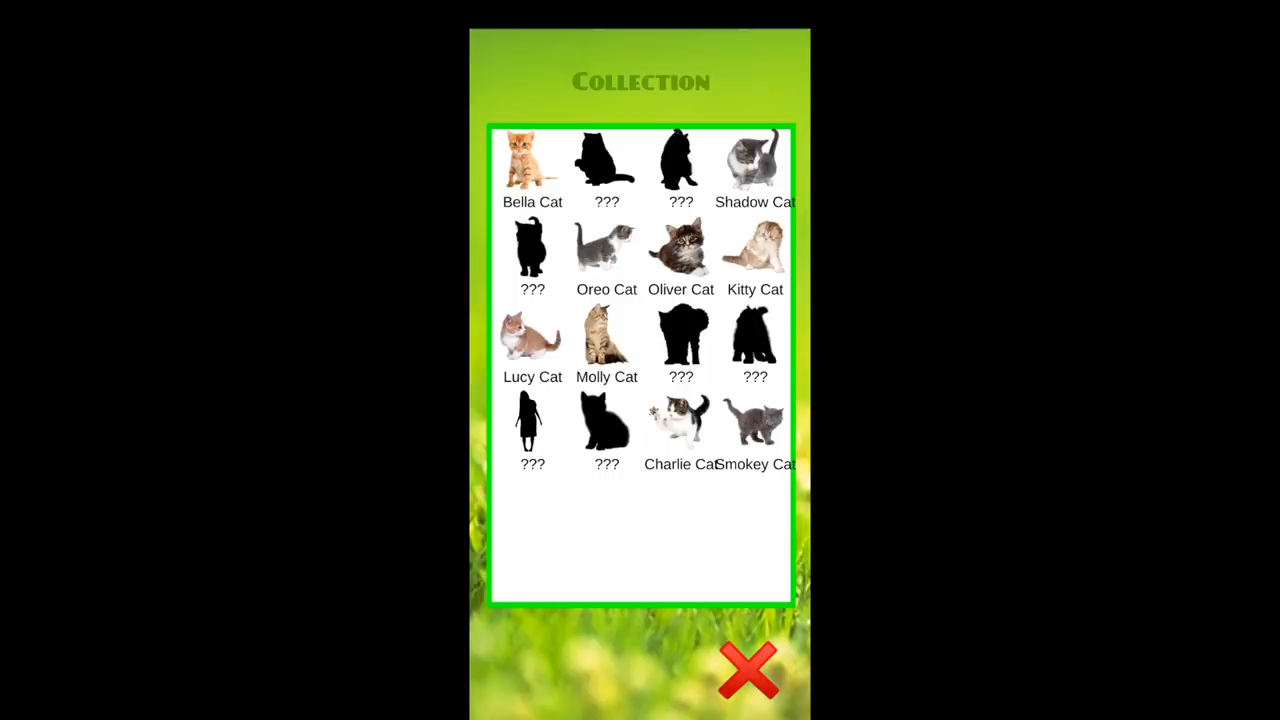 COLLECTION
Bella Cat ??? ??? Shadow Cat
??? Oreo Cat Oliver Cat Kitty Cat
Lucy Cat Molly Cat ??? ???
??? ??? Charlie Cat Smokey Cat